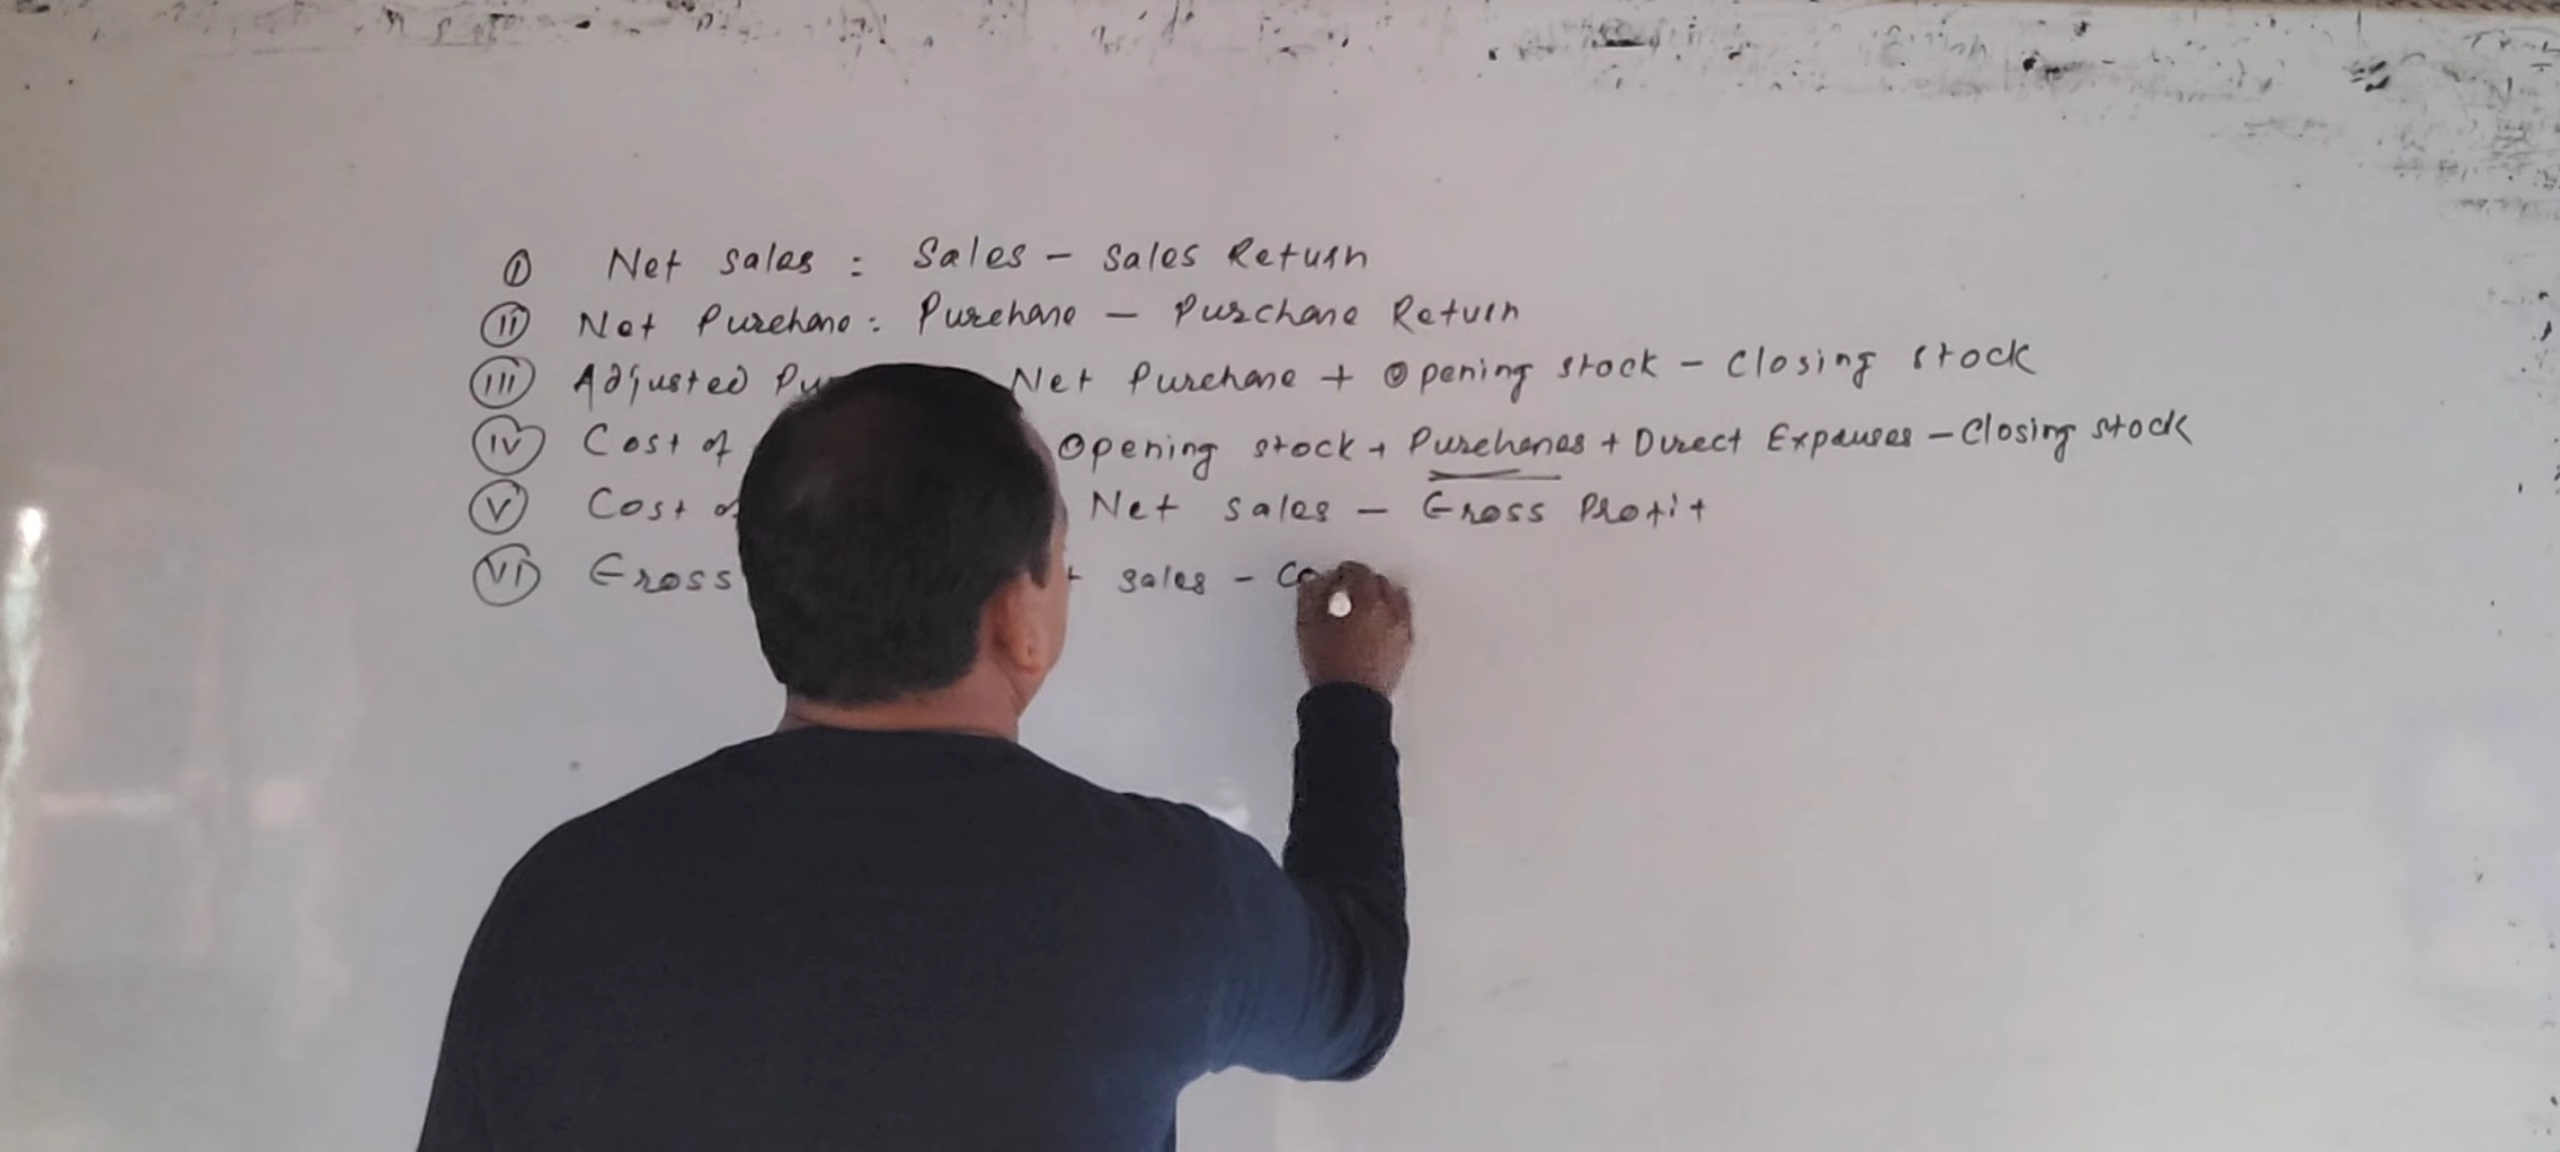 I Net sales : Sales - Sales Return
II Net Purchase : Purchase - Purchase Return
III Adjusted Net Purchase + Opening stock - Closing stock
IV Cost of Opening stock + Purchases + Direct Expenses - Closing stock
V Cost Net sales - Gross Profit
VI Gross sales -